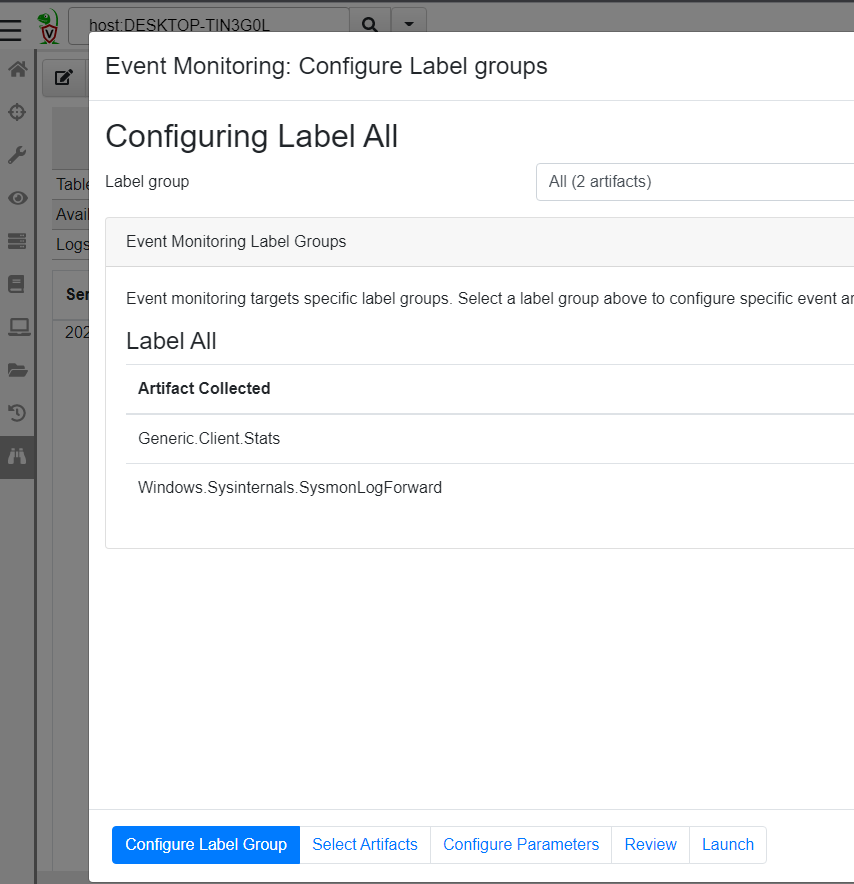 host:DESKTOP-TIN3G0L
Event Monitoring: Configure Label groups
Configuring Label All
Label group
All (2 artifacts)
Table
Avail
Logs
Event Monitoring Label Groups
Ser
Event monitoring targets specific label groups. Select a label group above to configure specific event ar
202
Label All
Artifact Collected
Generic.Client.Stats
Windows.Sysinternals.SysmonLogForward
Configure Label Group
Select Artifacts
Configure Parameters
Review
Launch